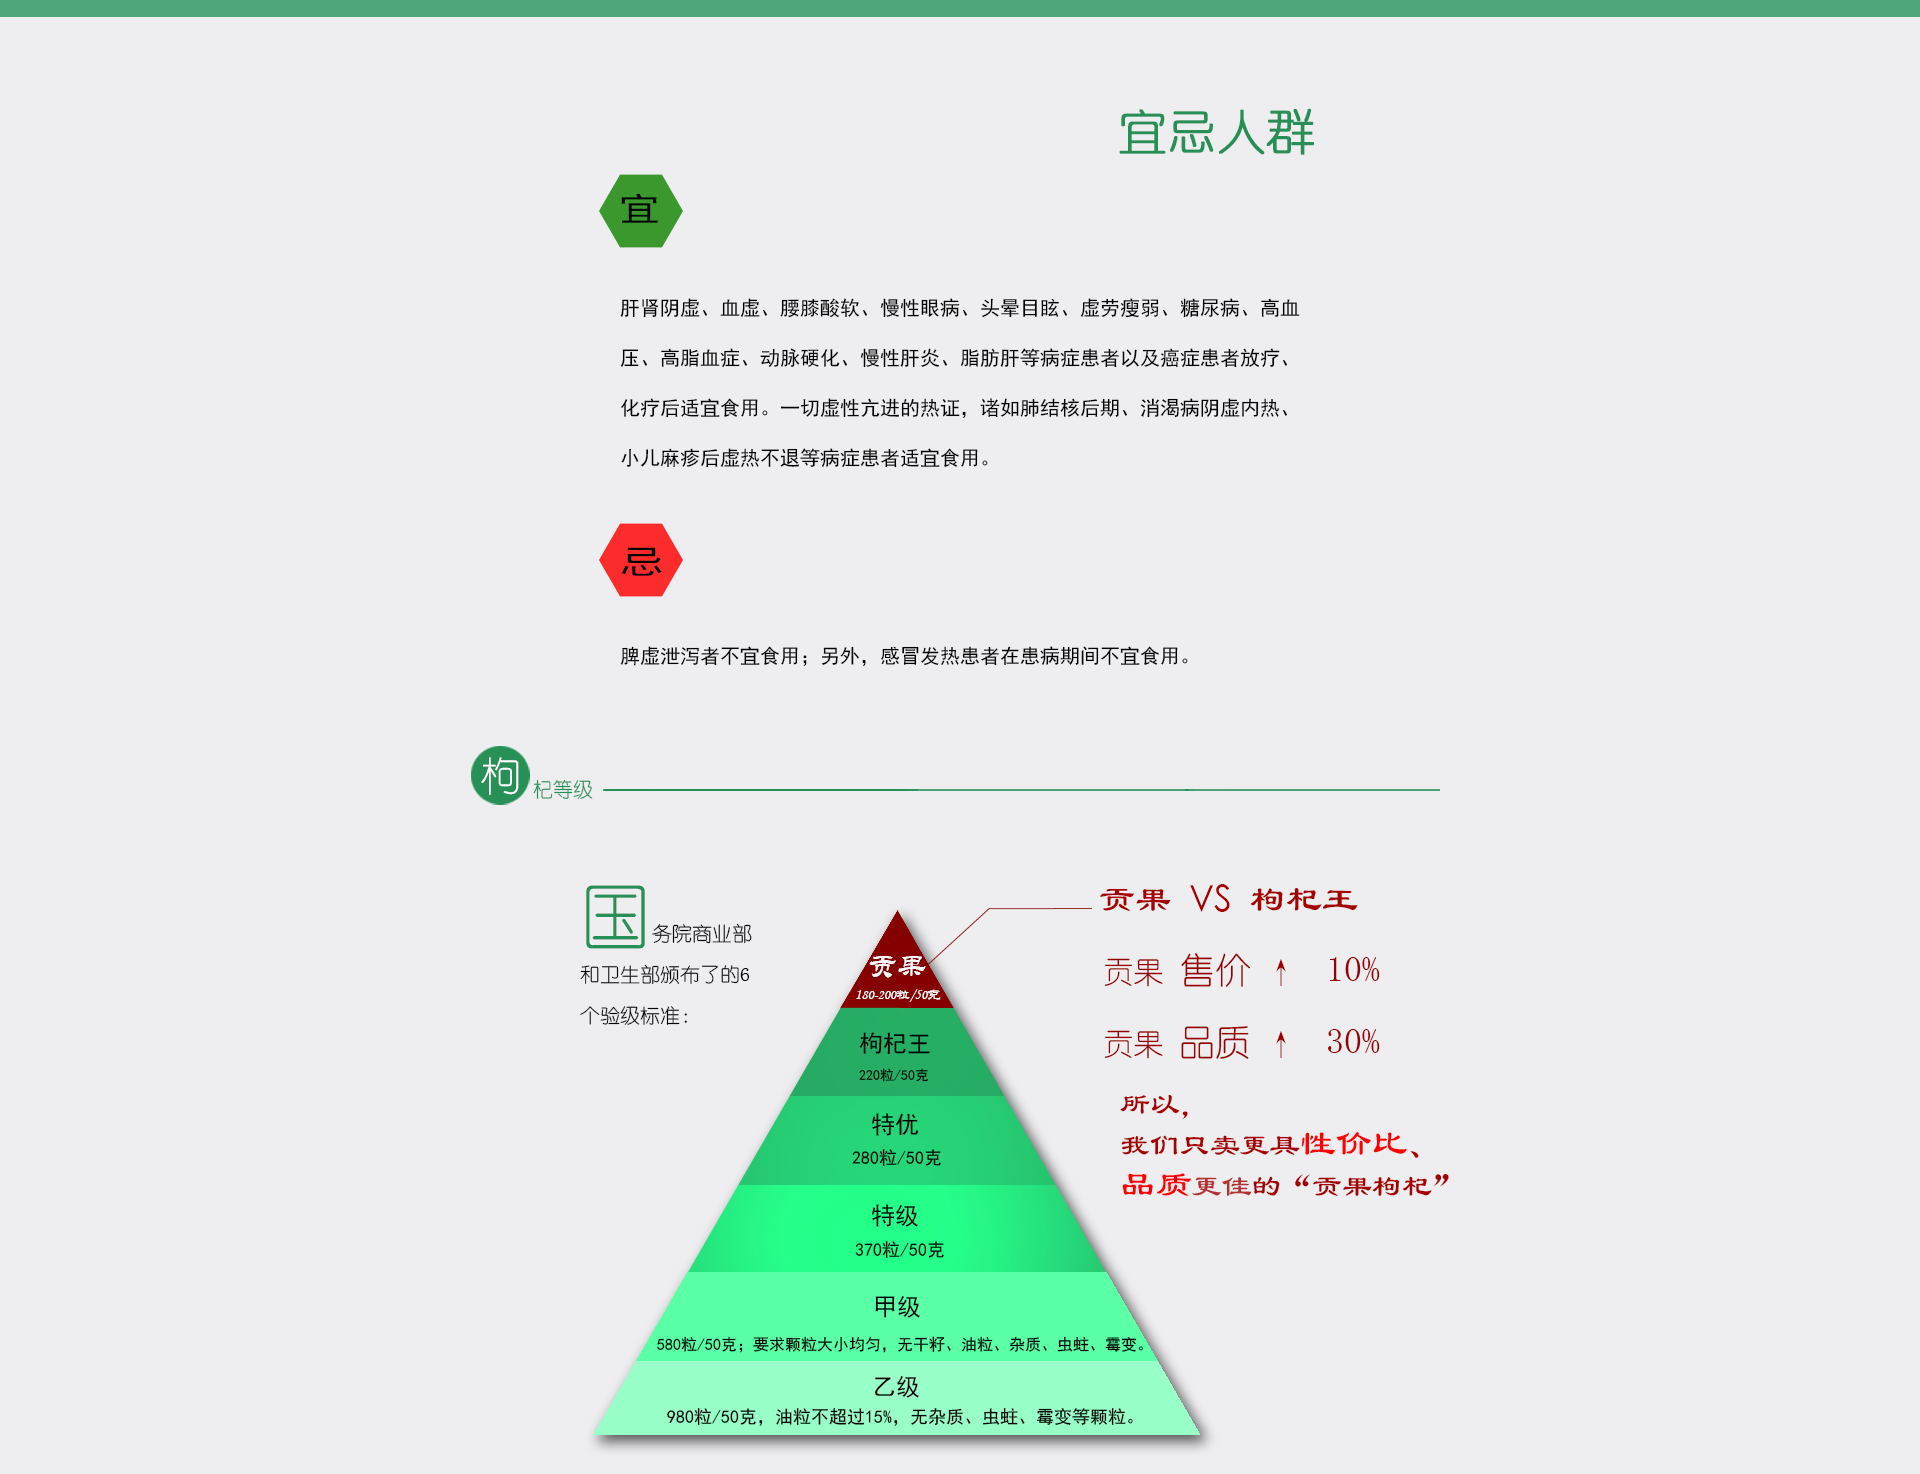 宜忌人群
宜
肝肾阴虚、血虚、腰膝酸软、慢性眼病、头晕目眩、虚劳瘦弱、糖尿病、高血
压、高脂血症、动脉硬化、慢性肝炎、脂肪肝等病症患者以及癌症患者放疗、
化疗后适宜食用。一切虚性亢进的热证，诸如肺结核后期、消渴病阴虚内热、
小儿麻疹后虚热不退等病症患者适宜食用。
忌
脾虚泄泻者不宜食用；另外，感冒发热患者在患病期间不宜食用。
枸杞等级
国务院商业部
和卫生部颁布了的6
个验级标准：
贡果
180-200粒/50克
枸杞王
220粒/50克
特优
280粒/50克
特级
370粒/50克
甲级
580粒/50克；要求颗粒大小均匀，无干籽、油粒、杂质、虫蛀、霉变。
乙级
980粒/50克，油粒不超过15%，无杂质、虫蛀、霉变等颗粒。
贡果 VS 枸杞王
贡果 售价 ↑ 10%
贡果 品质 ↑ 30%
所以，
我们只卖更具性价比、
品质更佳的“贡果枸杞”